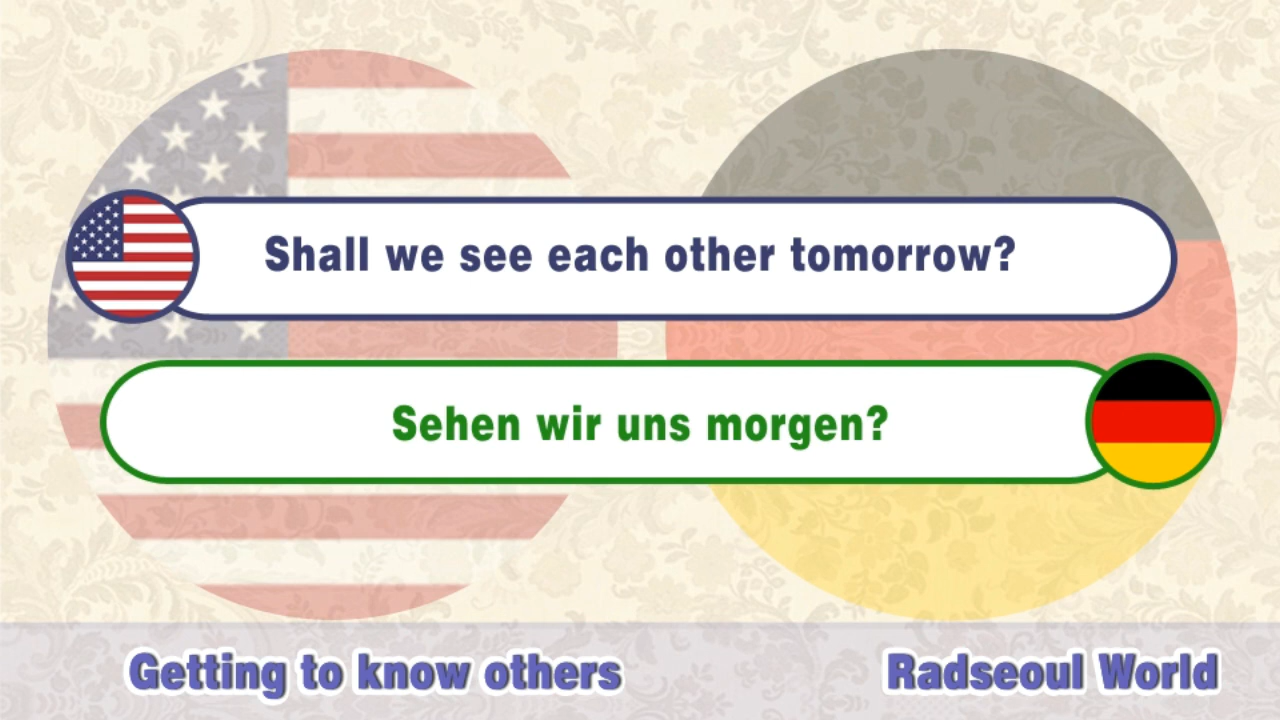 Shall we see each other tomorrow?
Sehen wir uns morgen?
Getting to know others
Radseoul World